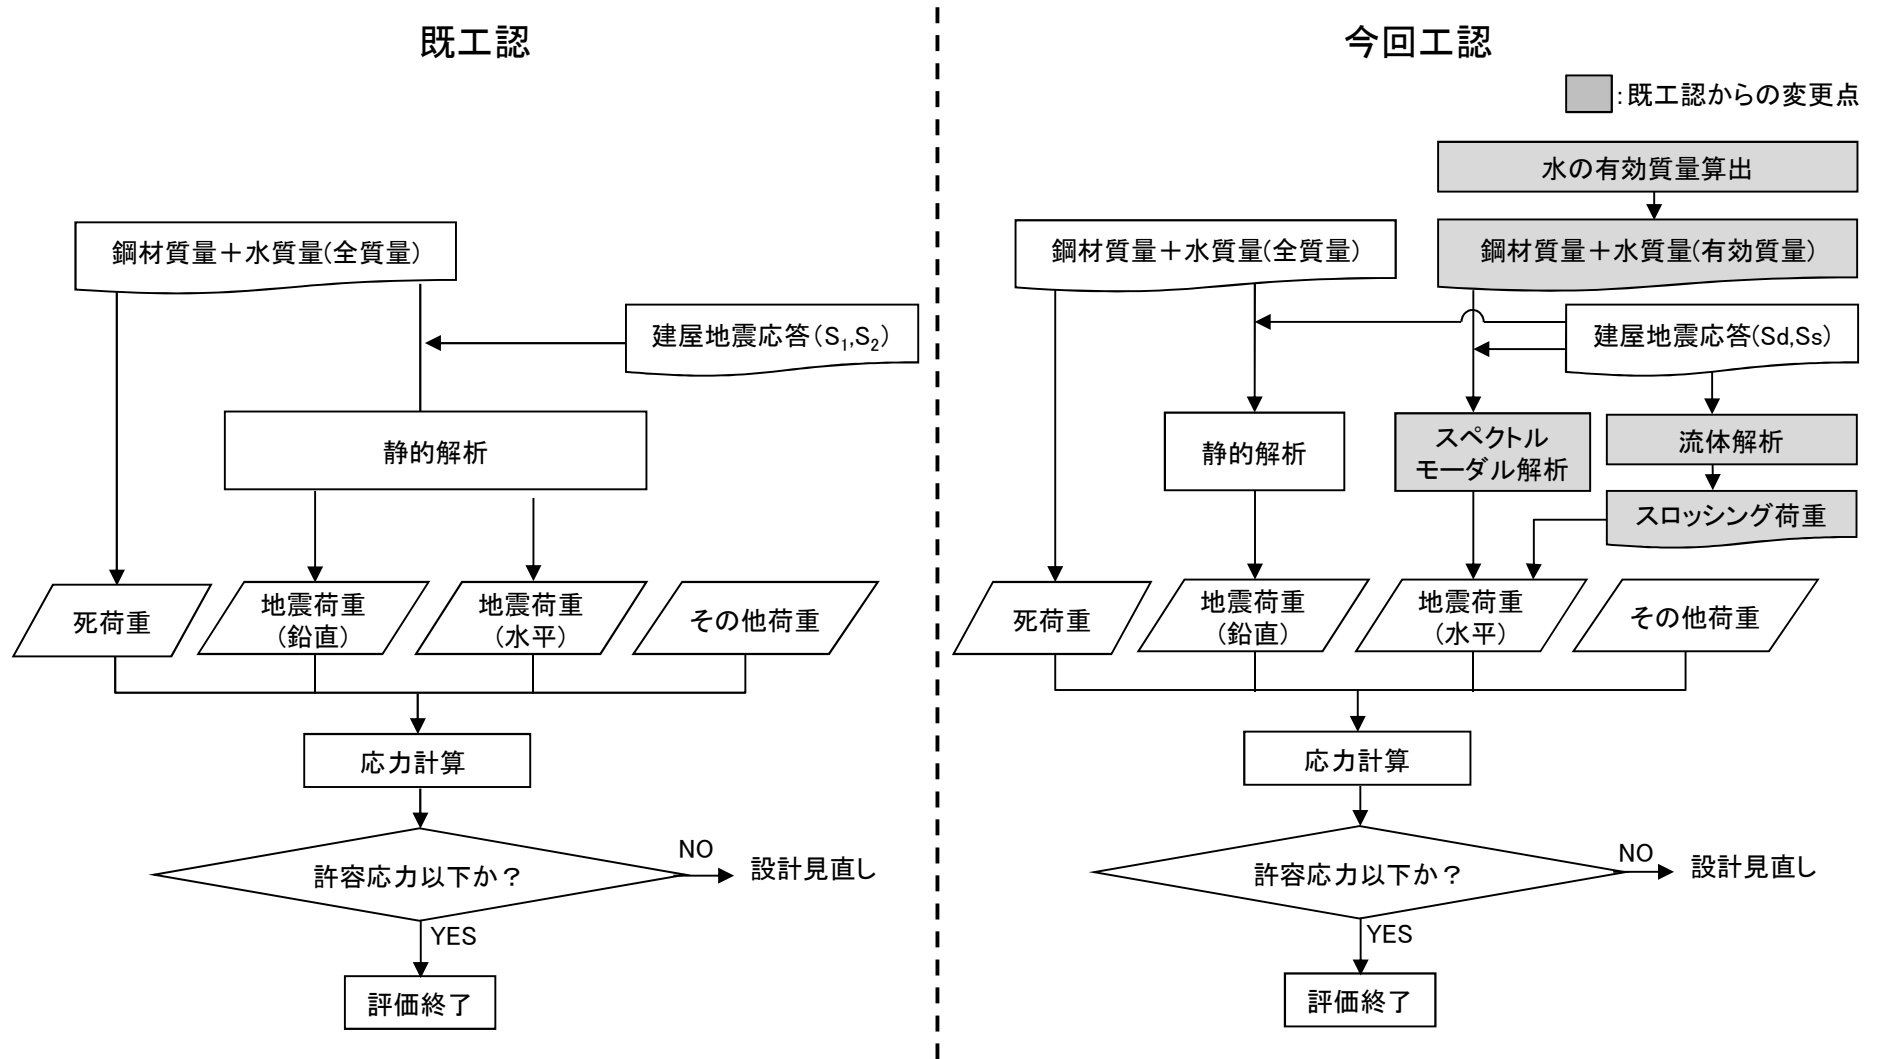 既工認
鋼材質量＋水質量(全質量)
建屋地震応答(S1,S2)
静的解析
死荷重
地震荷重
(鉛直)
地震荷重
(水平)
その他荷重
応力計算
許容応力以下か？
NO
設計見直し
YES
評価終了
今回工認
：既工認からの変更点
水の有効質量算出
鋼材質量＋水質量(全質量)
鋼材質量＋水質量(有効質量)
建屋地震応答(Sd,Ss)
静的解析
スペクトル
モーダル解析
流体解析
スロッシング荷重
死荷重
地震荷重
(鉛直)
地震荷重
(水平)
その他荷重
応力計算
許容応力以下か？
NO
設計見直し
YES
評価終了